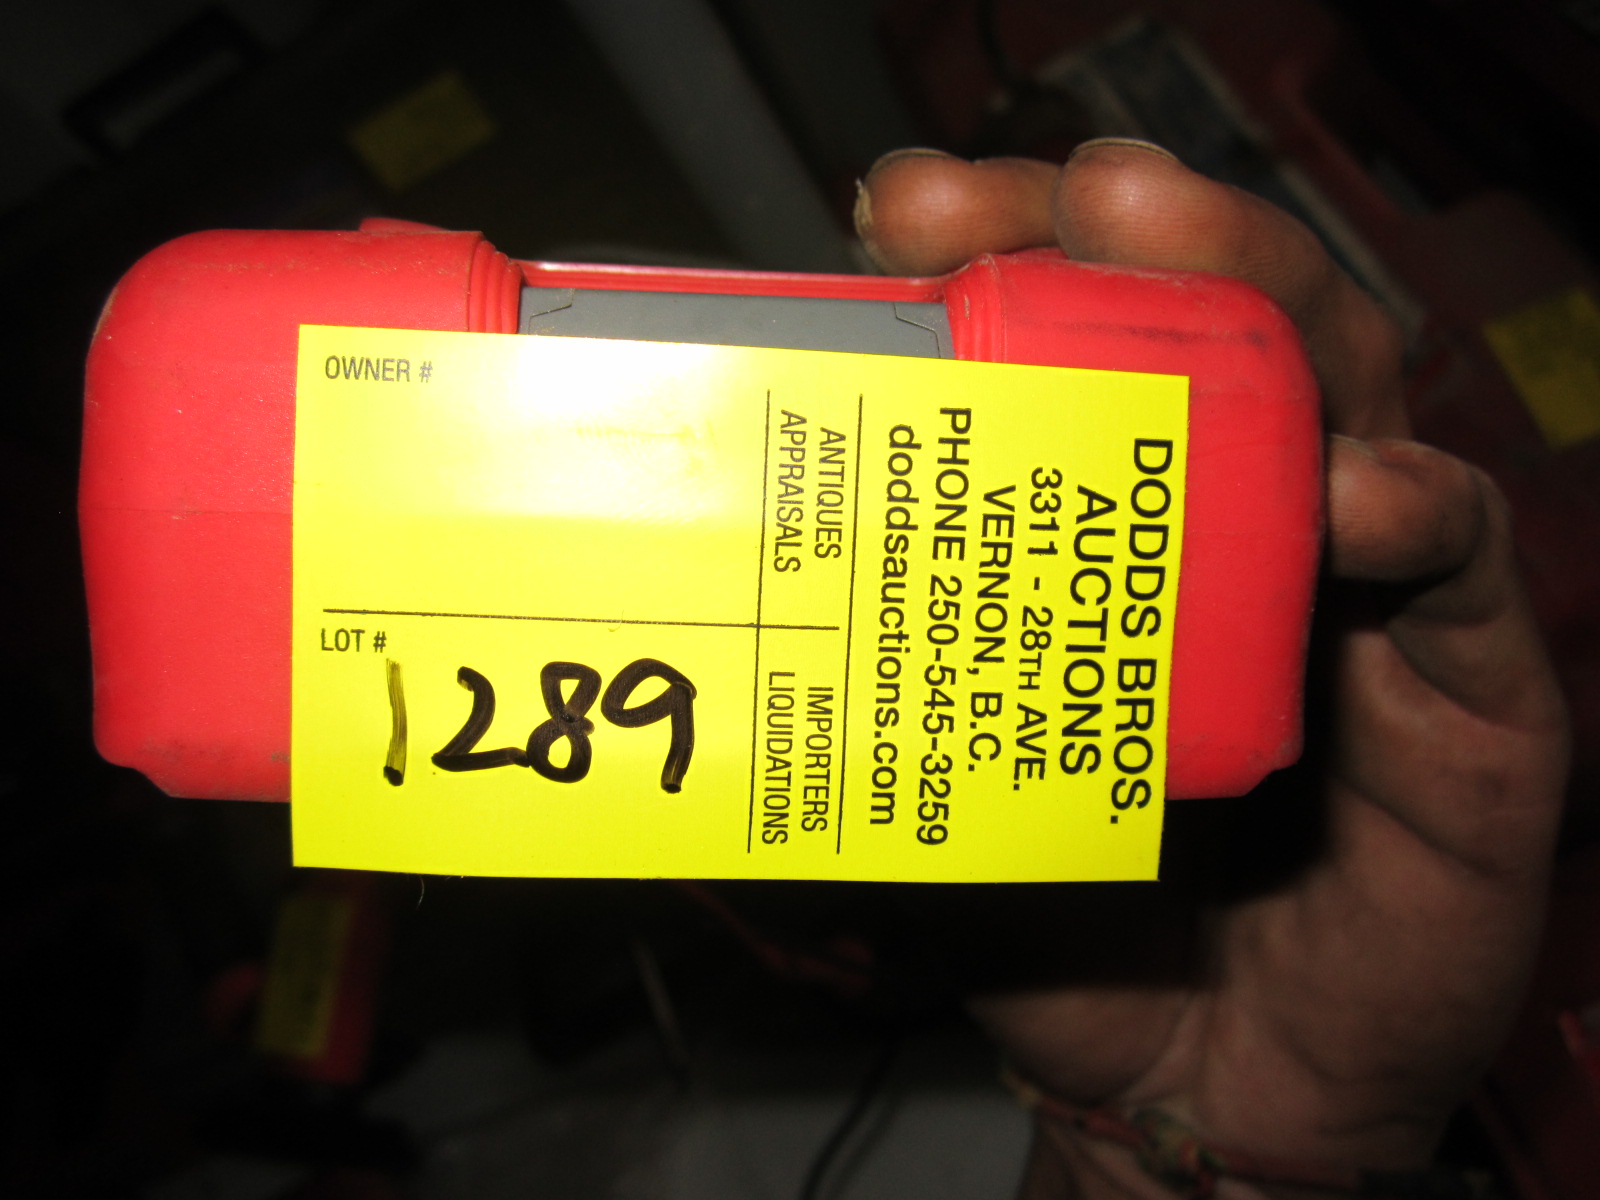 DODDS BROS.
AUCTIONS
3311 - 28TH AVE.
VERNON, B.C.
PHONE 250-545-3259
doddsauctions.com
ANTIQUES
APPRAISALS
IMPORTERS
LIQUIDATIONS
OWNER #
LOT #
1289